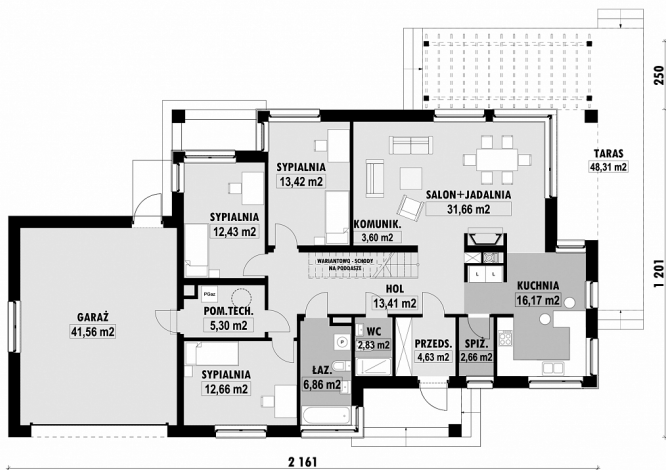 250
TARAS
48,31 m2
SYPIALNIA
13,42 m2
SALON+JADALNIA
31,66 m2
SYPIALNIA
12,43 m2
KOMUNIK.
3,60 m2
WARIANTOWO - SCHODY
NA PODDASZE
1 201
HOL
13,41 m2
L L
KUCHNIA
16,17 m2
PGaz
GARAŻ
41,56 m2
POM.TECH.
5,30 m2
WC
2,83 m2
PRZEDS.
4,63 m2
SPIŻ.
2,66 m2
P
SYPIALNIA
12,66 m2
ŁAZ.
6,86 m2
2 161